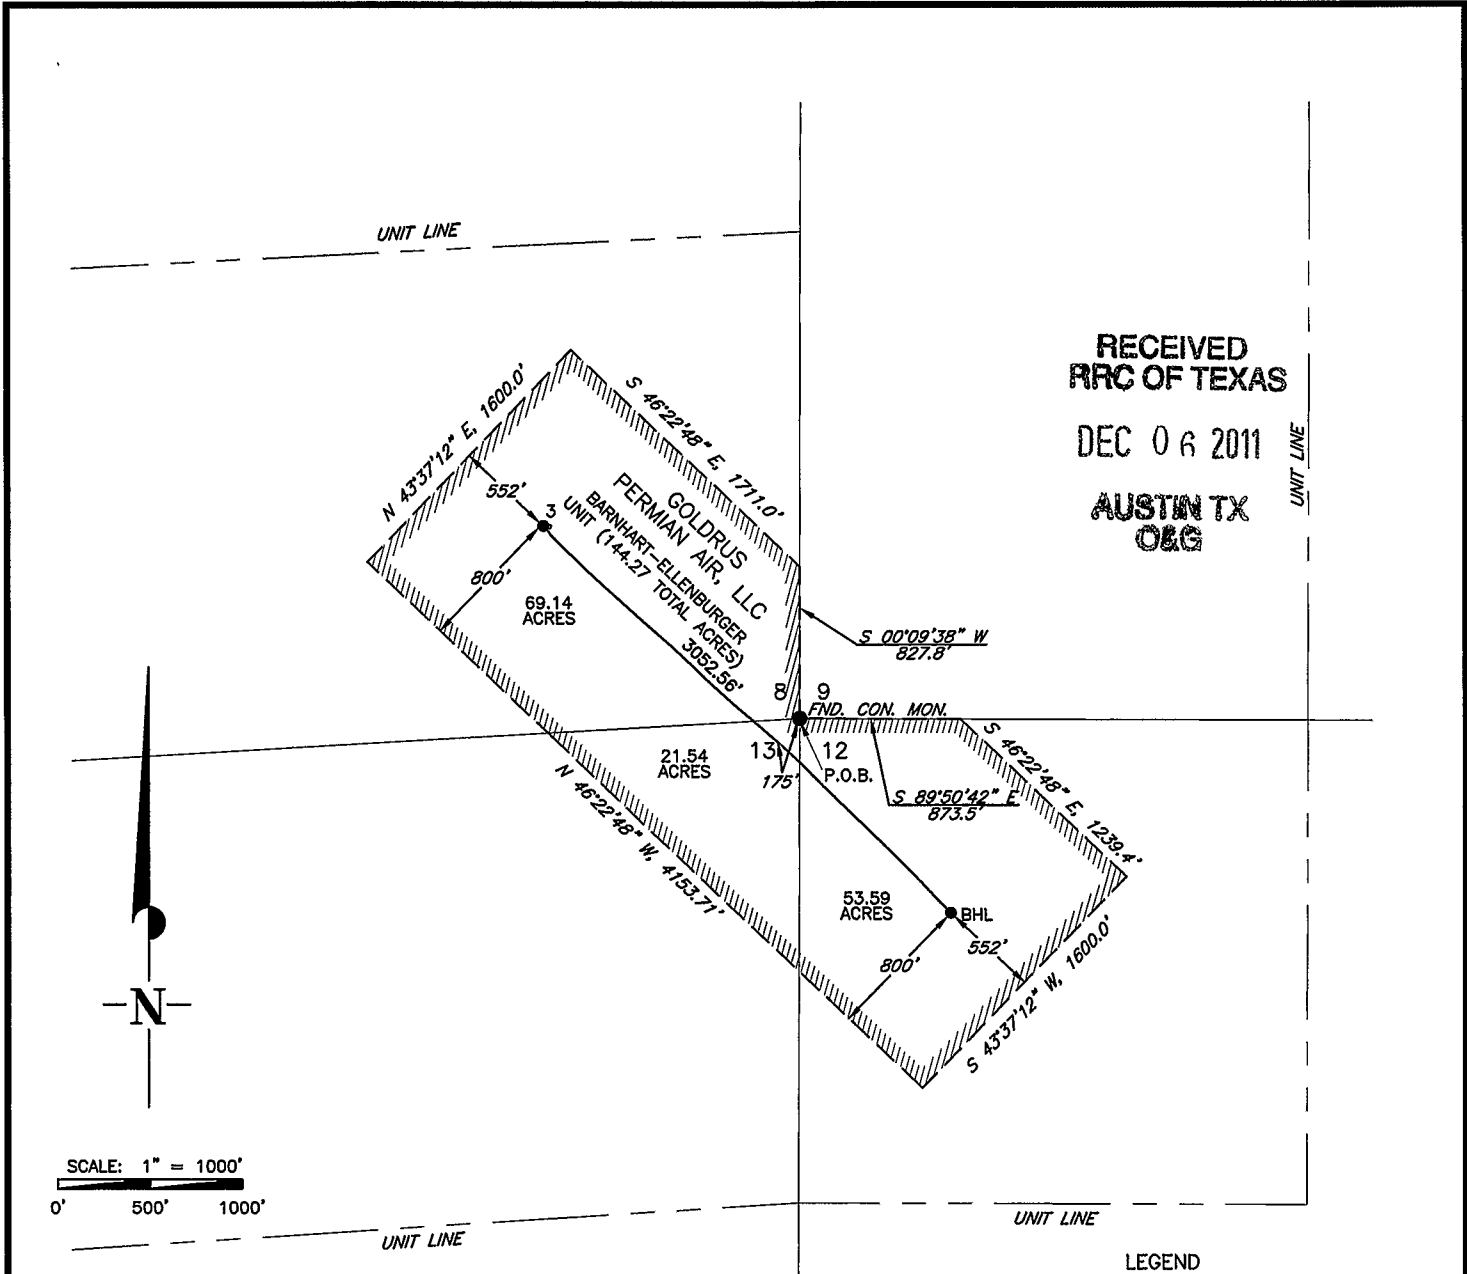 UNIT LINE
RECEIVED
RRC OF TEXAS
DEC 06 2011
AUSTIN TX
O&G
UNIT LINE
N 43°37'12" E, 1600.0'
S 46°22'48" E, 1711.0'
552'
3
800'
GOLDRUS
PERMIAN AIR, LLC
BARNHART-ELLENBURGER
UNIT (144.27 TOTAL ACRES)
3052.56'
69.14
ACRES
S 00°09'38" W
827.8'
8 9
FND. CON. MON.
13 12
175'
P.O.B.
21.54
ACRES
S 89°50'42" E
873.5'
S 46°22'48" E, 1239.4'
N 46°22'48" W, 4153.71'
53.59
ACRES
BHL
552'
800'
S 43°37'12" W, 1600.0'
N
SCALE: 1" = 1000'
0' 500' 1000'
UNIT LINE
UNIT LINE
LEGEND